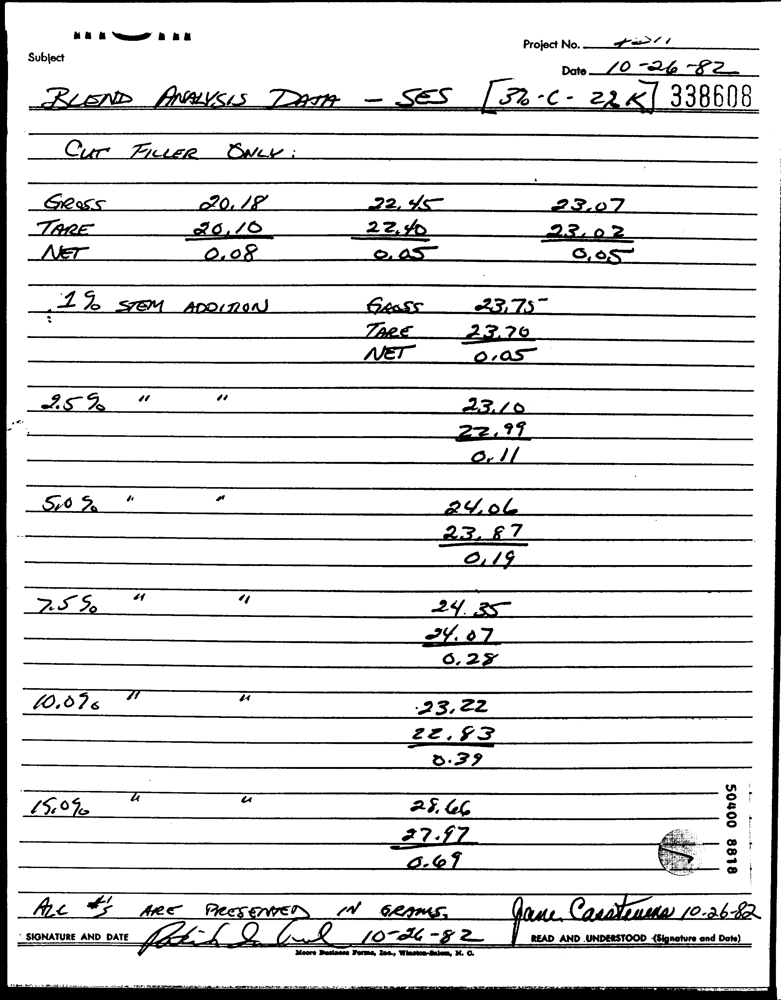 Project No.
Subject
Date 10-26-82
BLEND ANALYSIS DATA - SES [32-C-22K] 338608
CUT FILLER ONLY:
GROSS 20.18 22.45 23.07
TARE 20.10 22.40 23.02
NET 0.08 0.05 0.05
1% STEM ADDITION GROSS 23.75
TARE 23.70
NET 0.05
2.5% " " 23.10
22.99
0.11
5.0% " " 24.06
23.87
0.19
7.5% " " 24.35
24.07
0.28
10.0% " " 23.22
22.83
0.39
15.0% " " 28.66
27.97
0.69
50400 8818
ALL #'s ARE PRESENTED IN GRAMS. Jane Casstevens 10-26-82
SIGNATURE AND DATE 10-26-82 READ AND UNDERSTOOD (Signature and Date)
Moore Business Forms, Inc., Winston-Salem, N. C.